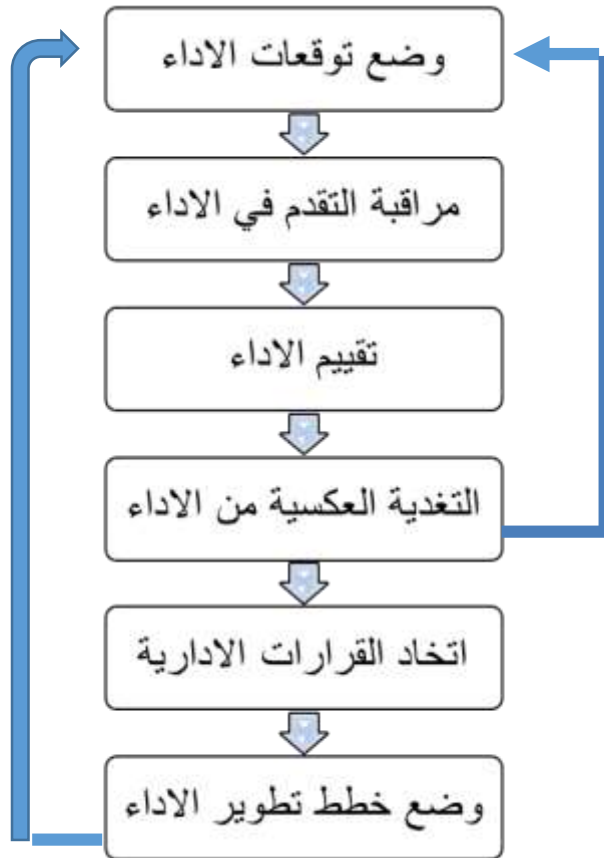 وضع توقعات الاداء
مراقبة التقدم في الاداء
تقييم الاداء
التغدية العكسية من الاداء
اتخاد القرارات الادارية
وضع خطط تطوير الاداء